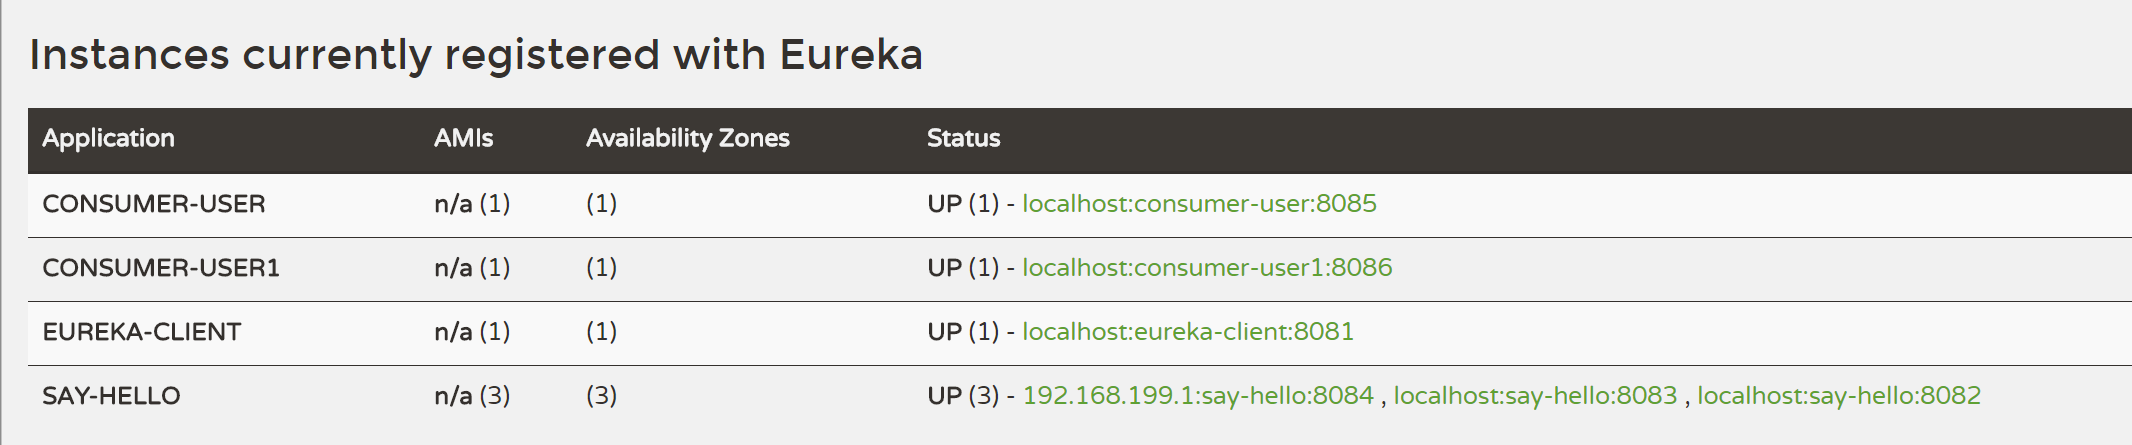 Instances currently registered with Eureka
Application AMIs Availability Zones Status
CONSUMER-USER n/a (1) (1) UP (1) - localhost:consumer-user:8085
CONSUMER-USER1 n/a (1) (1) UP (1) - localhost:consumer-user1:8086
EUREKA-CLIENT n/a (1) (1) UP (1) - localhost:eureka-client:8081
SAY-HELLO n/a (3) (3) UP (3) - 192.168.199.1:say-hello:8084 , localhost:say-hello:8083 , localhost:say-hello:8082